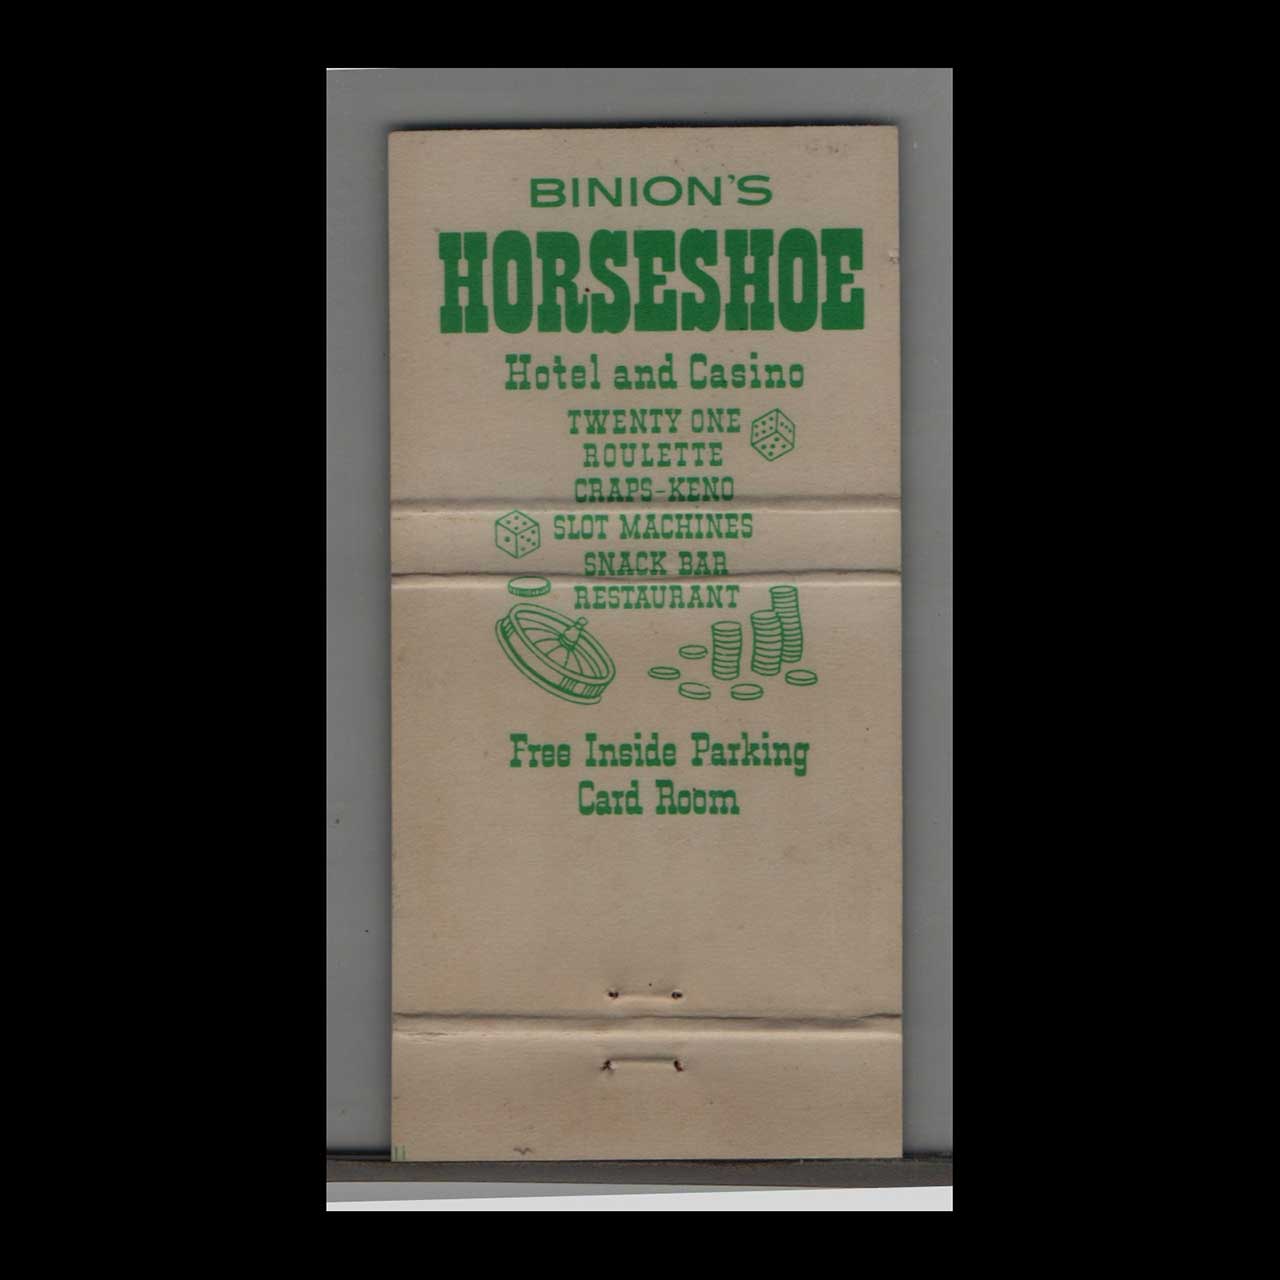 BINION'S
HORSESHOE
Hotel and Casino
TWENTY ONE
ROULETTE
CRAPS-KENO
SLOT MACHINES
SNACK BAR
RESTAURANT
Free Inside Parking
Card Room